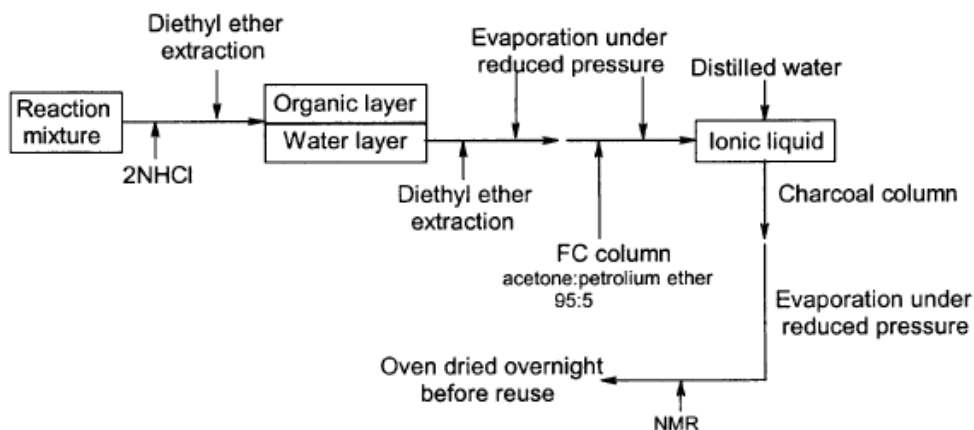 Diethyl ether
extraction
Evaporation under
reduced pressure
Distilled water
Reaction
mixture
Organic layer
Water layer
Ionic liquid
2NHCl
Diethyl ether
extraction
Charcoal column
FC column
acetone:petrolium ether
95:5
Evaporation under
reduced pressure
Oven dried overnight
before reuse
NMR